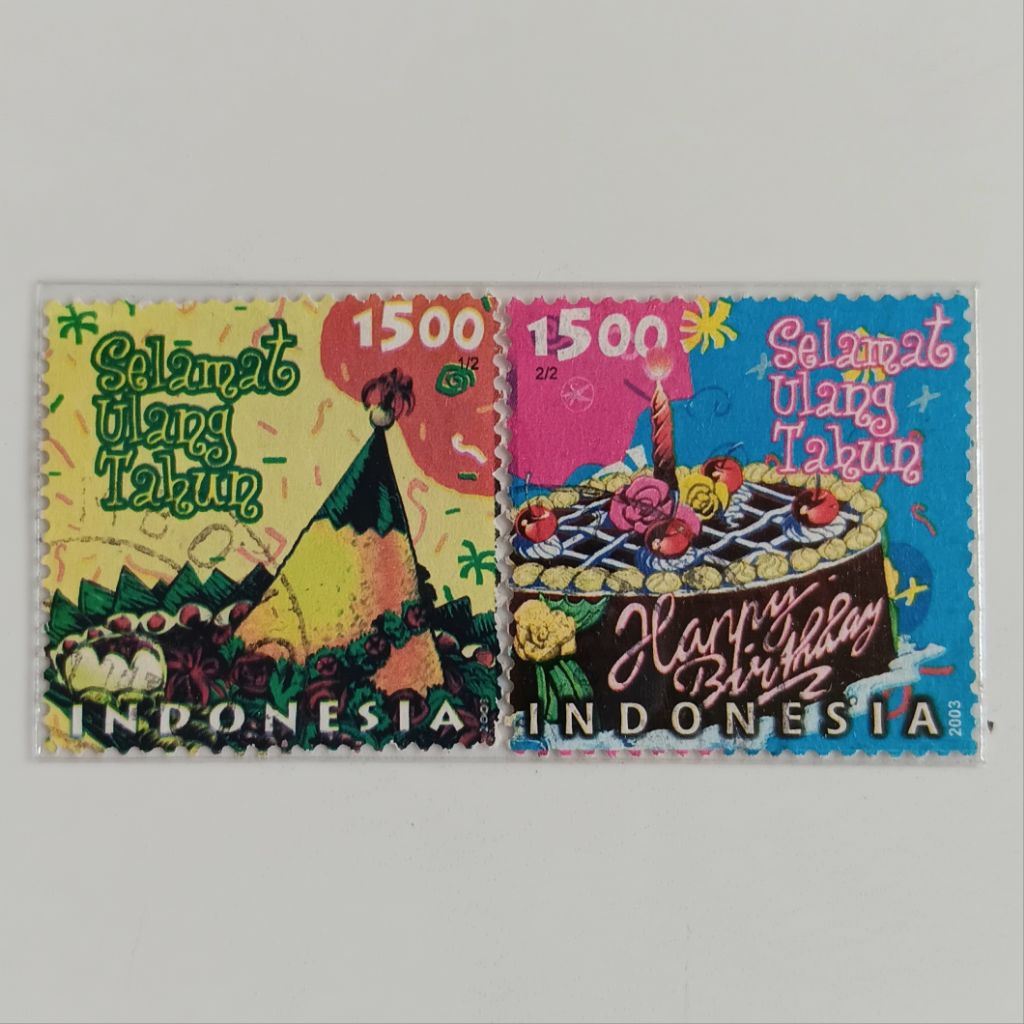 1500
1/2
Selamat
Ulang
Tahun
INDONESIA
2003
1500
2/2
Selamat
Ulang
Tahun
Happy
Birthday
INDONESIA
2003